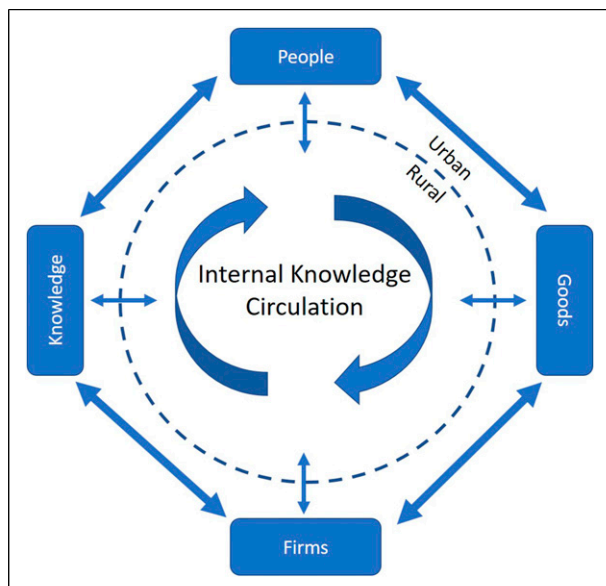 People
Urban
Rural
Knowledge
Internal Knowledge
Circulation
Goods
Firms